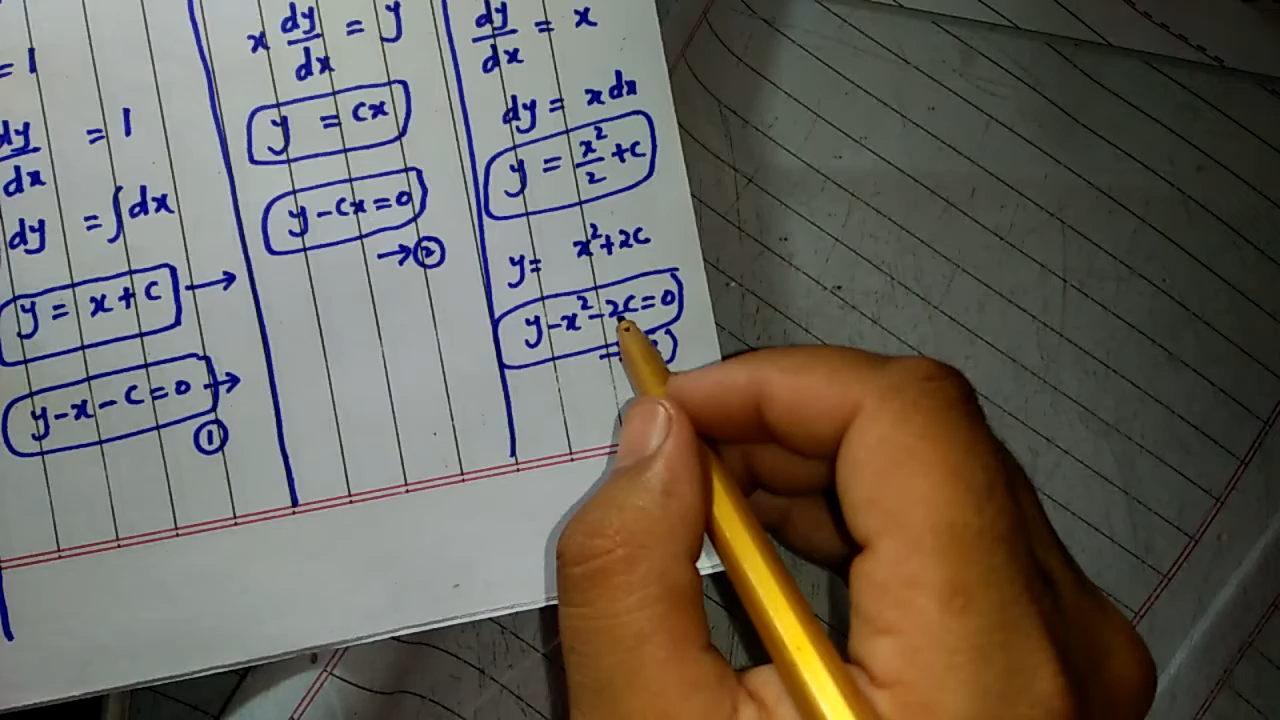 = 1
dy/dx = 1
dy = ∫dx
y = x + C →
y - x - C = 0 →
①
x dy/dx = y
y = cx
y - cx = 0
→ ②
dy/dx = x
dy = x dx
y = x²/2 + C
y = x² + 2C
y - x² - 2C = 0